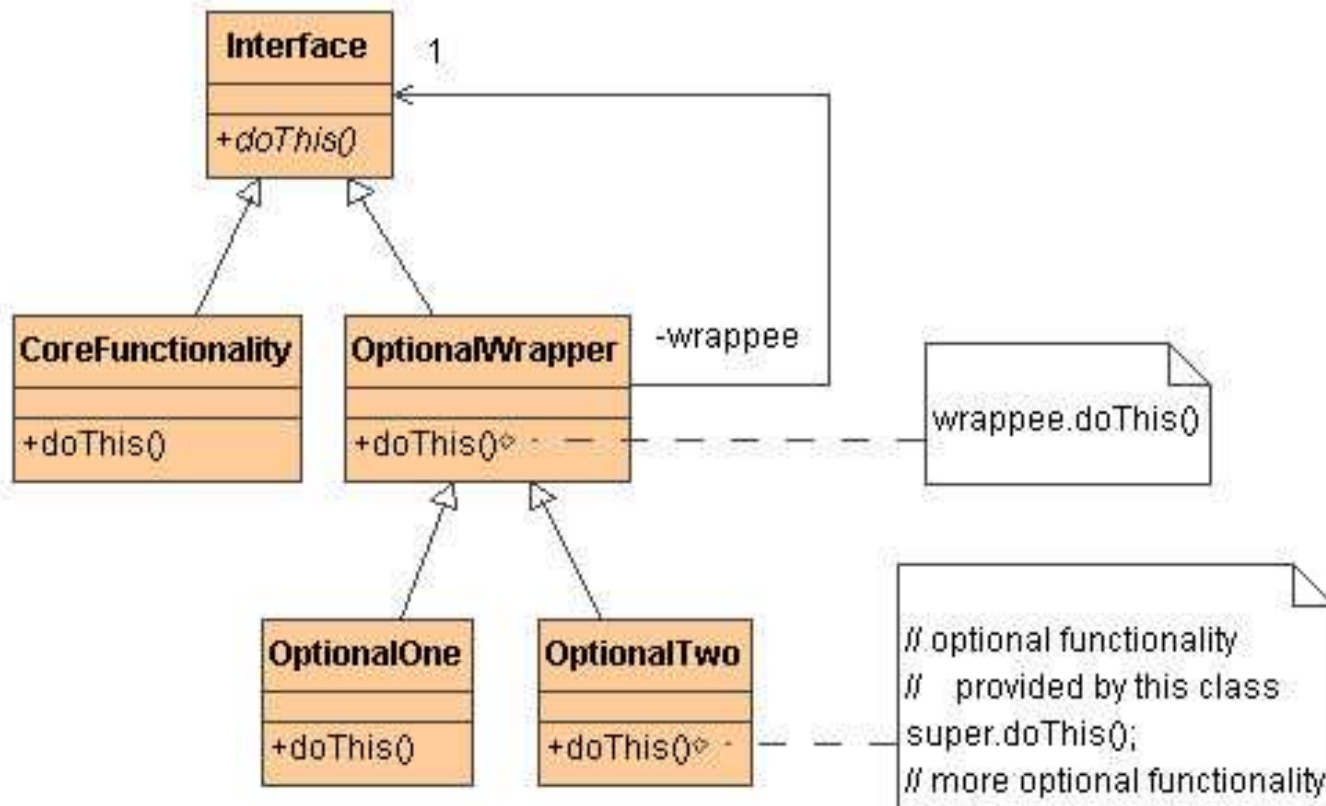 Interface
1
+doThis()
CoreFunctionality
+doThis()
OptionalWrapper
+doThis()
-wrappee
wrappee.doThis()
OptionalOne
+doThis()
OptionalTwo
+doThis()
// optional functionality
// provided by this class
super.doThis();
// more optional functionality